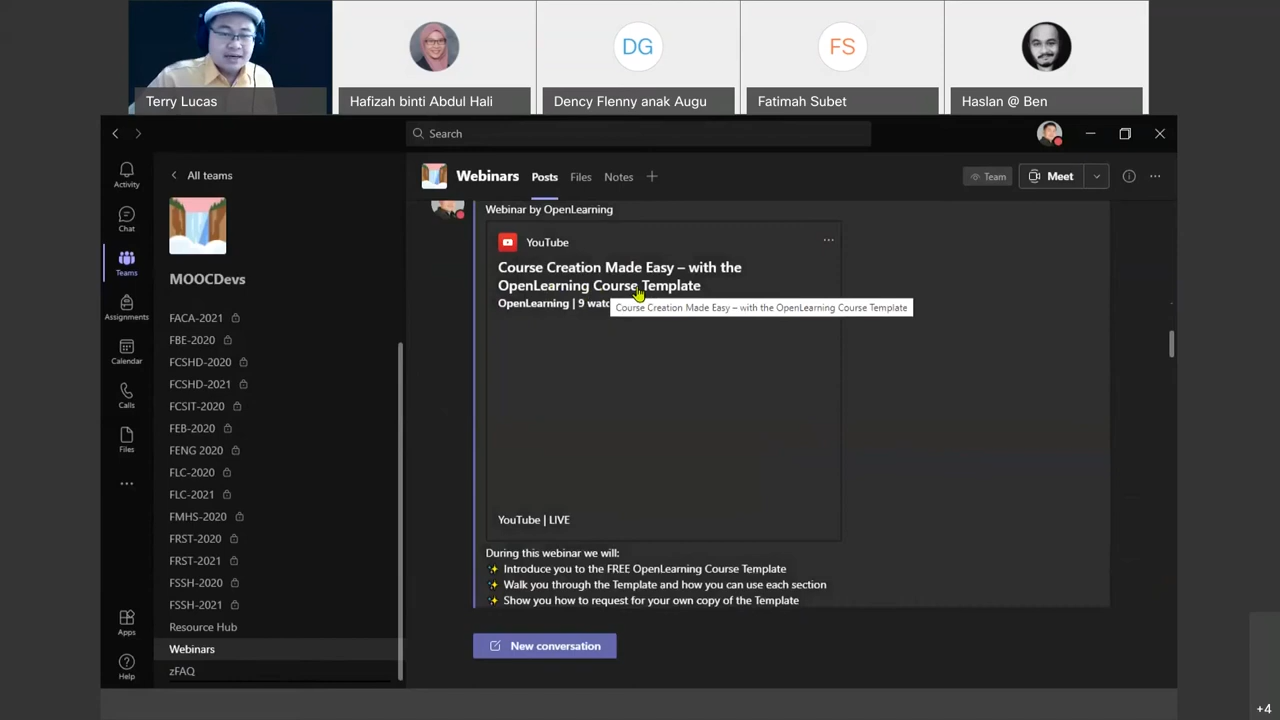 DG
FS
Terry Lucas
Hafizah binti Abdul Hali
Dency Flenny anak Augu
Fatimah Subet
Haslan @ Ben
Search
Activity
Chat
Teams
Assignments
Calendar
Calls
Files
Apps
Help
All teams
MOOCDevs
FACA-2021
FBE-2020
FCSHD-2020
FCSHD-2021
FCSIT-2020
FEB-2020
FENG 2020
FLC-2020
FLC-2021
FMHS-2020
FRST-2020
FRST-2021
FSSH-2020
FSSH-2021
Resource Hub
Webinars
zFAQ
Webinars Posts Files Notes
Team
Meet
Webinar by OpenLearning
YouTube
Course Creation Made Easy – with the
OpenLearning Course Template
OpenLearning | 9
Course Creation Made Easy – with the OpenLearning Course Template
YouTube | LIVE
During this webinar we will:
✨ Introduce you to the FREE OpenLearning Course Template
✨ Walk you through the Template and how you can use each section
✨ Show you how to request for your own copy of the Template
New conversation
+4